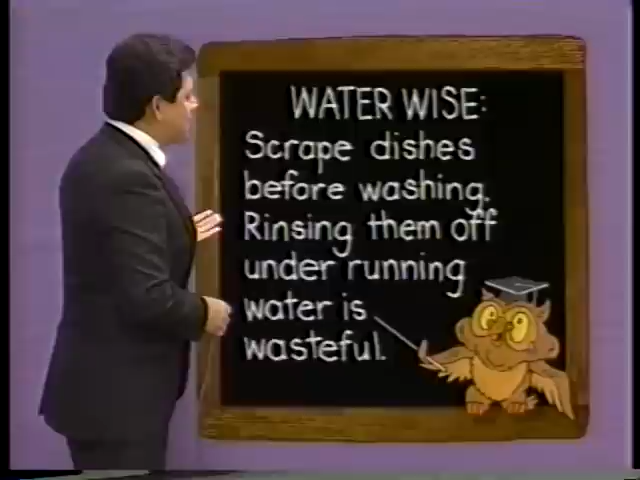 WATER WISE:
Scrape dishes
before washing.
Rinsing them off
under running
water is
wasteful.